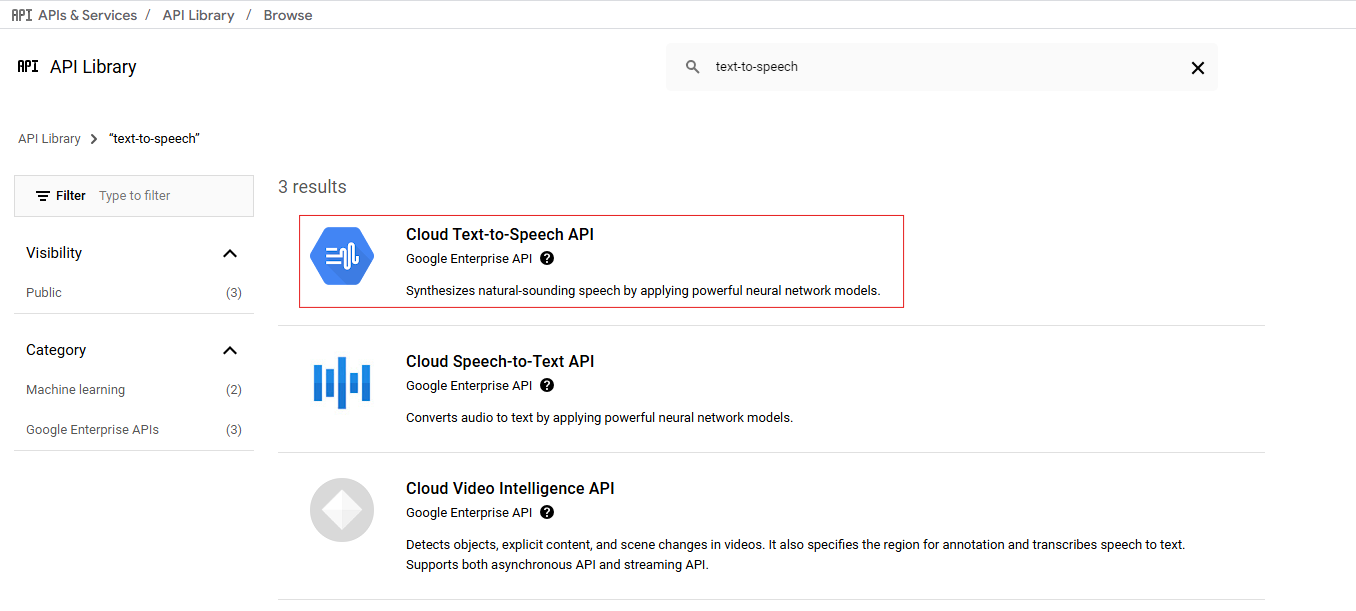 API APIs & Services / API Library / Browse
API API Library
text-to-speech
API Library > “text-to-speech”
Filter Type to filter
Visibility
Public (3)
Category
Machine learning (2)
Google Enterprise APIs (3)
3 results
Cloud Text-to-Speech API
Google Enterprise API ?
Synthesizes natural-sounding speech by applying powerful neural network models.
Cloud Speech-to-Text API
Google Enterprise API ?
Converts audio to text by applying powerful neural network models.
Cloud Video Intelligence API
Google Enterprise API ?
Detects objects, explicit content, and scene changes in videos. It also specifies the region for annotation and transcribes speech to text.
Supports both asynchronous API and streaming API.